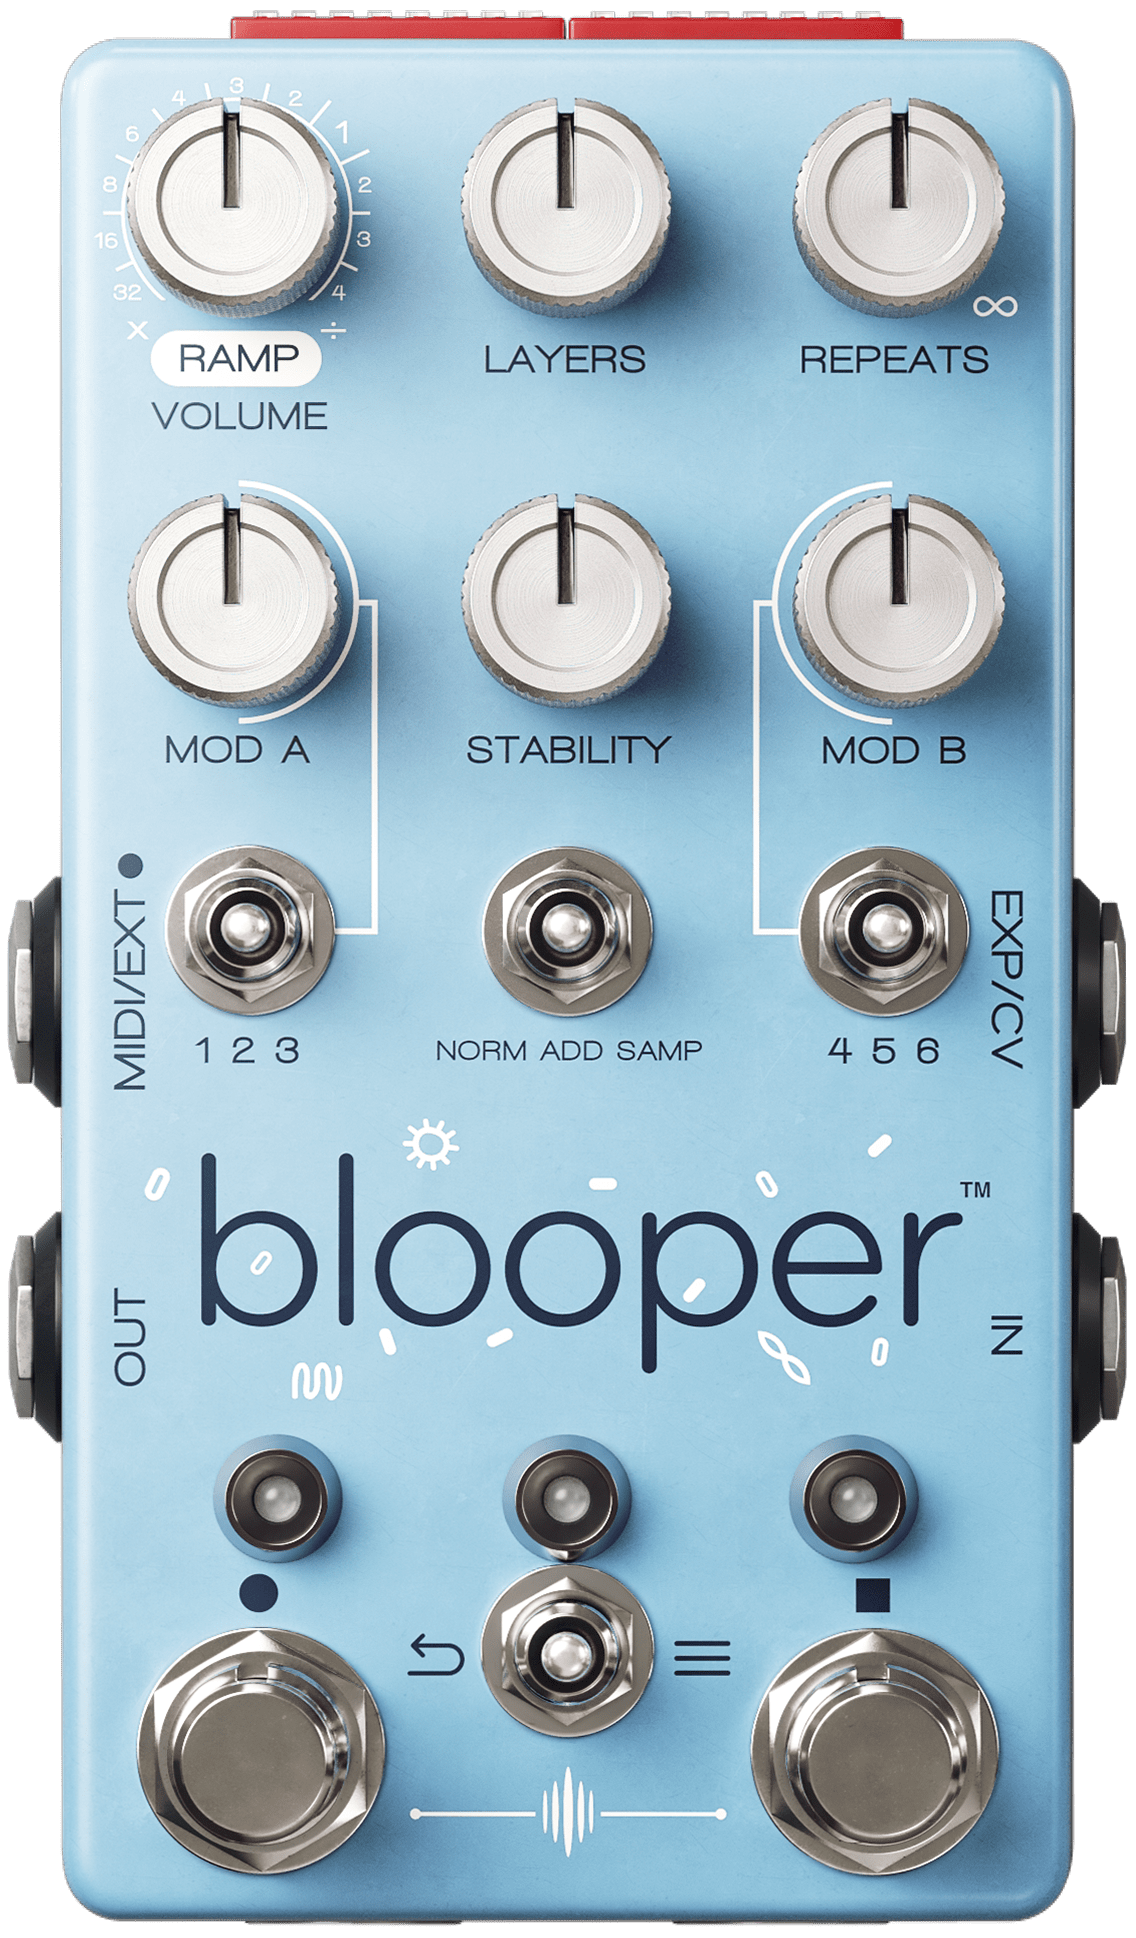 3
4 2
6 1
8 2
16 3
32 4
x ÷
∞
RAMP LAYERS REPEATS
VOLUME
MOD A STABILITY MOD B
MIDI/EXT
EXP/CV
1 2 3 NORM ADD SAMP 4 5 6
blooper™
OUT
IN